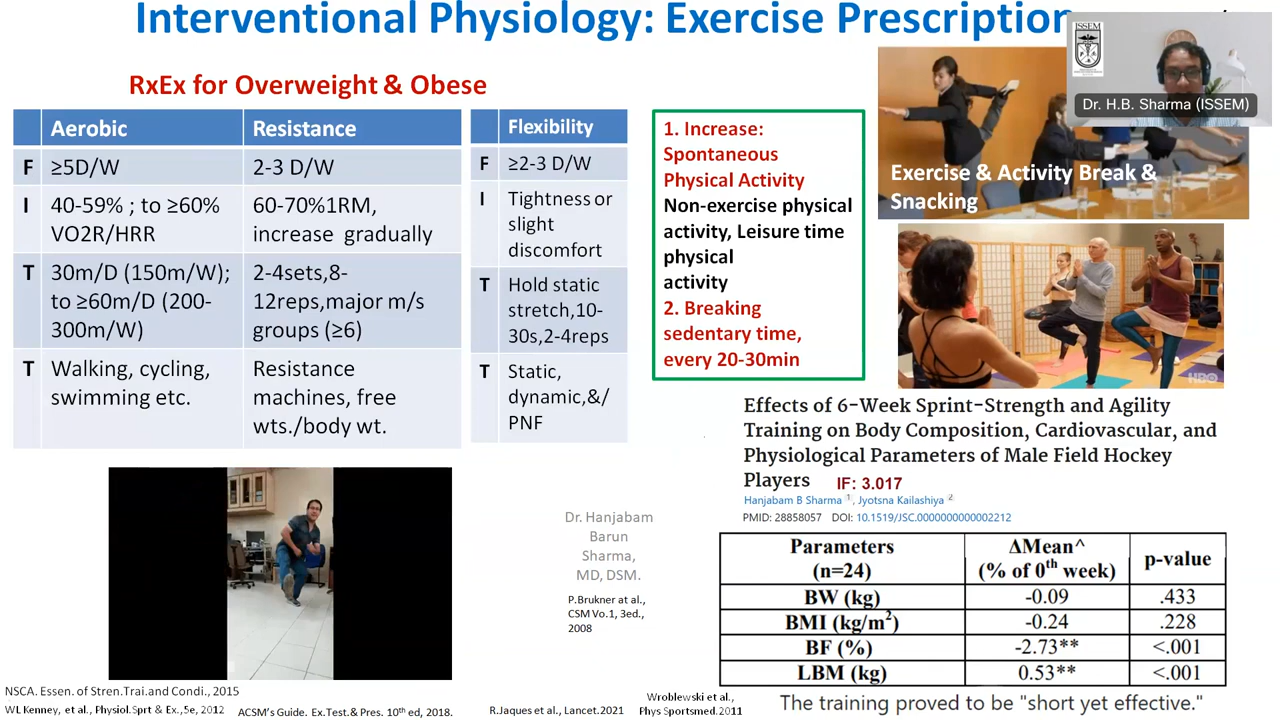 Interventional Physiology: Exercise Prescription
ISSEM
Dr. H.B. Sharma (ISSEM)
RxEx for Overweight & Obese
Aerobic
Resistance
F
≥5D/W
2-3 D/W
I
40-59% ; to ≥60%
VO2R/HRR
60-70%1RM,
increase gradually
T
30m/D (150m/W);
to ≥60m/D (200-
300m/W)
2-4sets,8-
12reps,major m/s
groups (≥6)
T
Walking, cycling,
swimming etc.
Resistance
machines, free
wts./body wt.
Flexibility
F
≥2-3 D/W
I
Tightness or
slight
discomfort
T
Hold static
stretch,10-
30s,2-4reps
T
Static,
dynamic,&/
PNF
1. Increase:
Spontaneous
Physical Activity
Non-exercise physical
activity, Leisure time
physical
activity
2. Breaking
sedentary time,
every 20-30min
Exercise & Activity Break &
Snacking
HBO
Effects of 6-Week Sprint-Strength and Agility
Training on Body Composition, Cardiovascular, and
Physiological Parameters of Male Field Hockey
Players IF: 3.017
Hanjabam B Sharma 1, Jyotsna Kailashiya 2
PMID: 28858057 DOI: 10.1519/JSC.0000000000002212
Parameters
(n=24)
ΔMean^
(% of 0th week)
p-value
BW (kg) -0.09 .433
BMI (kg/m2) -0.24 .228
BF (%) -2.73** <.001
LBM (kg) 0.53** <.001
The training proved to be "short yet effective."
Dr. Hanjabam
Barun
Sharma,
MD, DSM.
P.Brukner at al.,
CSM Vo.1, 3ed.,
2008
NSCA. Essen. of Stren.Trai.and Condi., 2015
WL Kenney, et al., Physiol.Sprt & Ex.,5e, 2012
ACSM's Guide. Ex.Test.& Pres. 10th ed, 2018.
R.Jaques et al., Lancet.2021
Wroblewski et al.,
Phys Sportsmed.2011